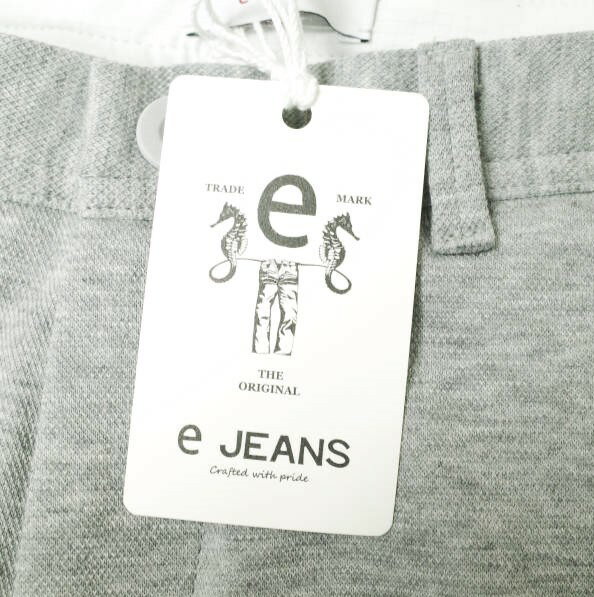 TRADE MARK
e
THE
ORIGINAL
e JEANS
Crafted with pride